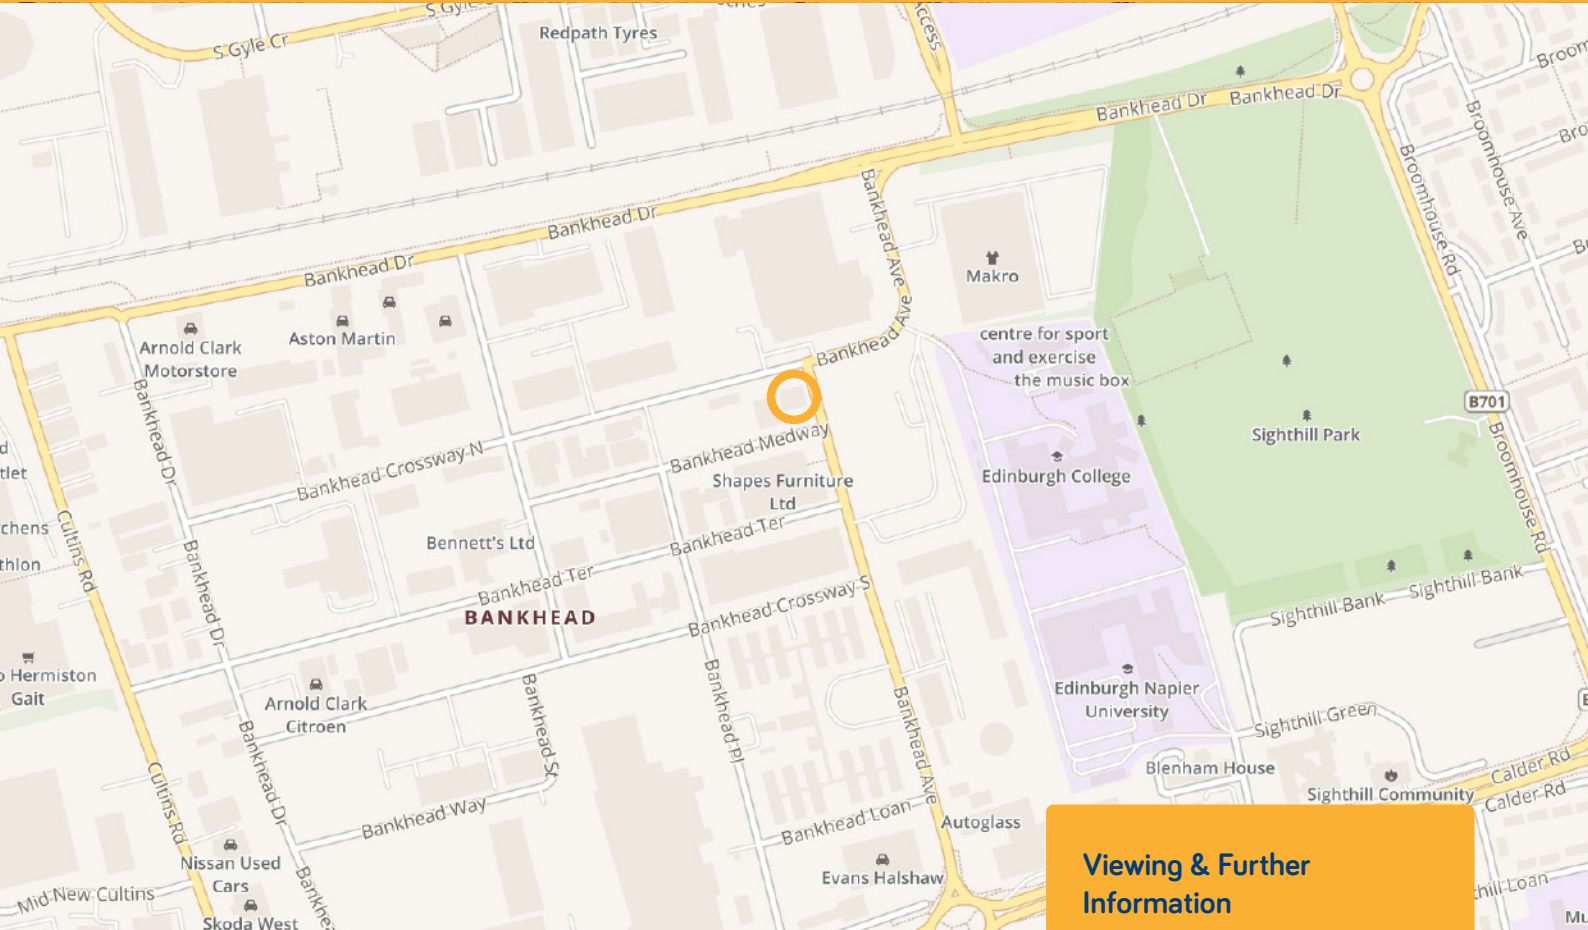 S Gyle Cr
Redpath Tyres
Access
Bankhead Dr
Bankhead Dr
Broomhouse Ave
Broomhouse Rd
Bankhead Ave
Bankhead Dr
Bankhead Dr
Makro
Arnold Clark
Motorstore
Aston Martin
Bankhead Ave
centre for sport
and exercise
the music box
Bankhead Dr
B701
Sighthill Park
Bankhead Medway
Bankhead Crossway N
Shapes Furniture
Ltd
Edinburgh College
Broomhouse Rd
Cultins Rd
Bennett's Ltd
Bankhead Ter
Bankhead Ter
BANKHEAD
Bankhead Crossway S
Bankhead Dr
Sighthill Bank
Sighthill Bank
Hermiston
Gait
Arnold Clark
Citroen
Bankhead St
Bankhead Pl
Bankhead Ave
Edinburgh Napier
University
Sighthill Green
Bankhead Dr
Cultins Rd
Bankhead Way
Bankhead Loan
Blenham House
Sighthill Community
Calder Rd
Calder Rd
Autoglass
Nissan Used
Cars
Evans Halshaw
Mid New Cultins
Skoda West
Viewing & Further
Information